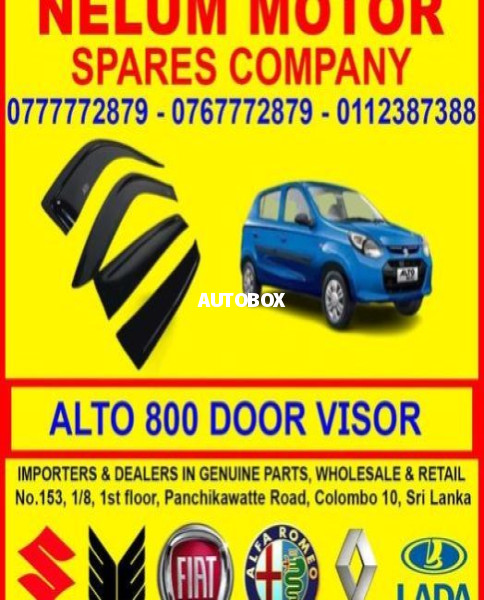 NELUM MOTOR
SPARES COMPANY
0777772879 - 0767772879 - 0112387388
ALTO
AUTOBOX
ALTO 800 DOOR VISOR
IMPORTERS & DEALERS IN GENUINE PARTS, WHOLESALE & RETAIL
No.153, 1/8, 1st floor, Panchikawatte Road, Colombo 10, Sri Lanka
FIAT
ALFA ROMEO
LADA